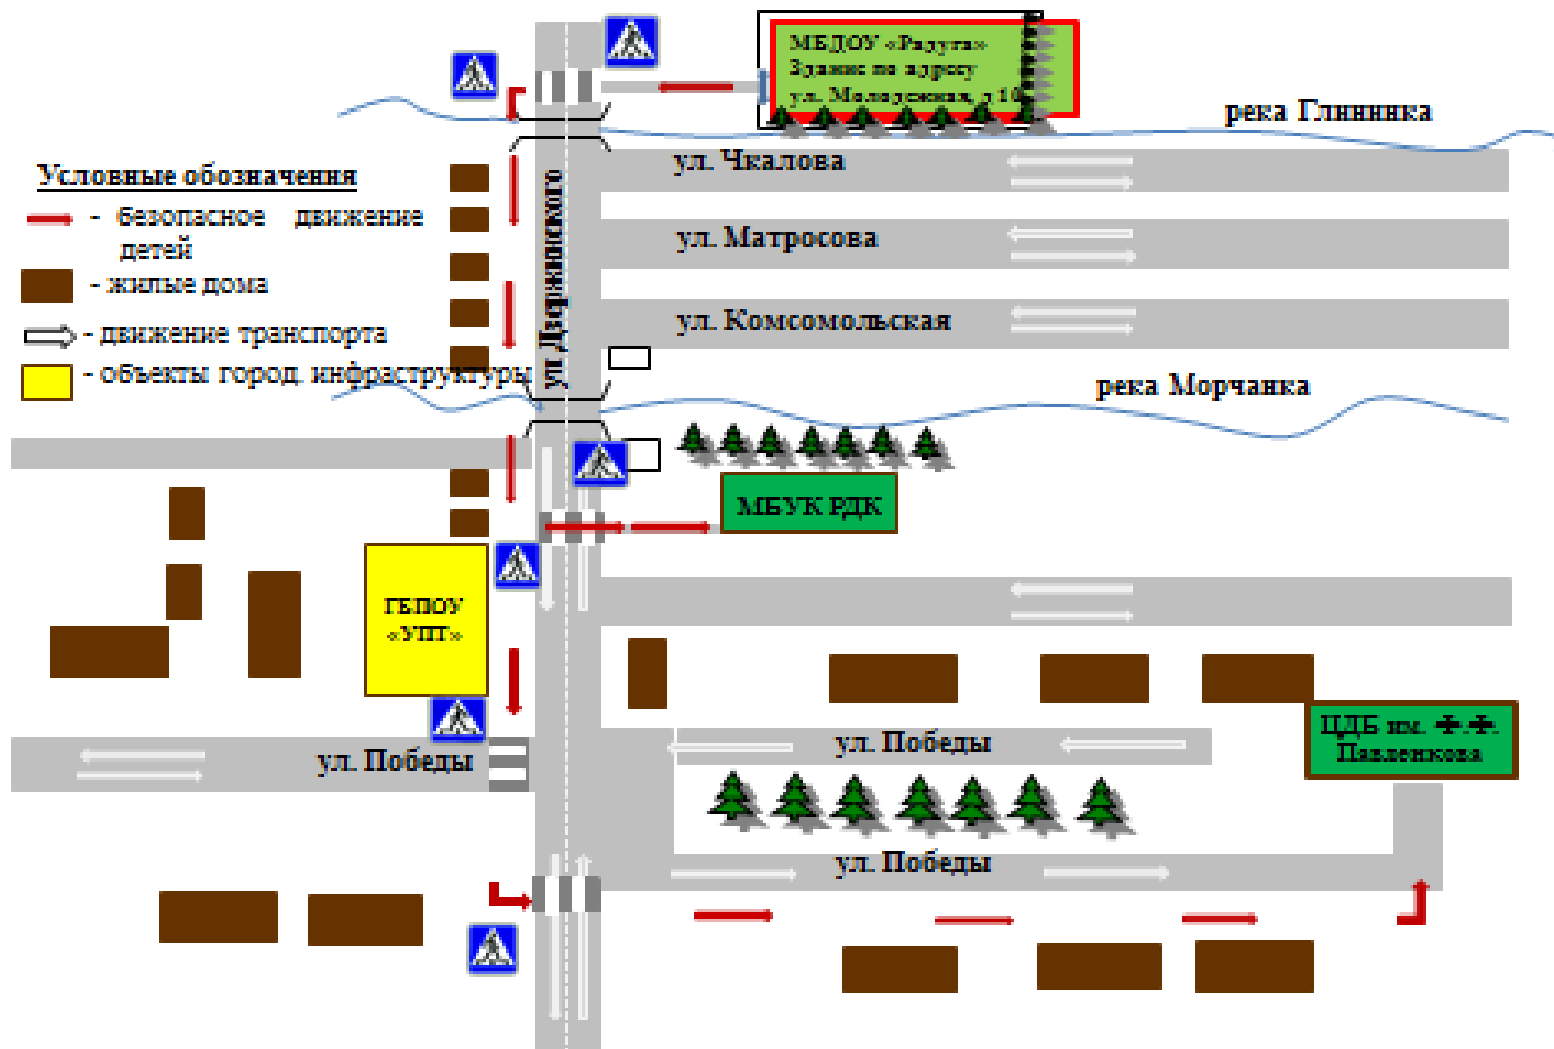 МБДОУ «Радуга»
Здание по адресу
ул. Молодежная, д 10
река Глининка
ул. Чкалова
Условные обозначения
- безопасное движение
детей
- жилые дома
- движение транспорта
- объекты город. инфраструктуры
ул Дзержинского
ул. Матросова
ул. Комсомольская
река Морчанка
МБУК РДК
ГБПОУ
«УПТ»
ул. Победы
ул. Победы
ЦДБ им.
Павленкова
ул. Победы